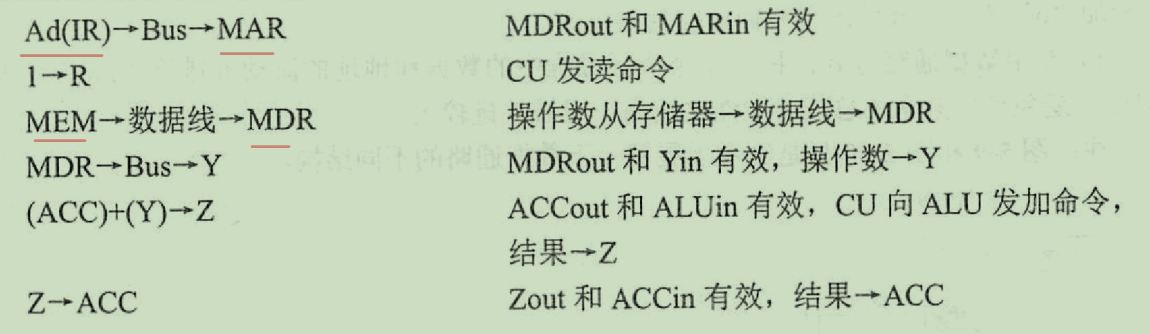 Ad(IR)→Bus→MAR MDRout 和 MARin 有效
1→R CU 发读命令
MEM→数据线→MDR 操作数从存储器→数据线→MDR
MDR→Bus→Y MDRout 和 Yin 有效，操作数→Y
(ACC)+(Y)→Z ACCout 和 ALUin 有效，CU 向 ALU 发加命令，
结果→Z
Z→ACC Zout 和 ACCin 有效，结果→ACC